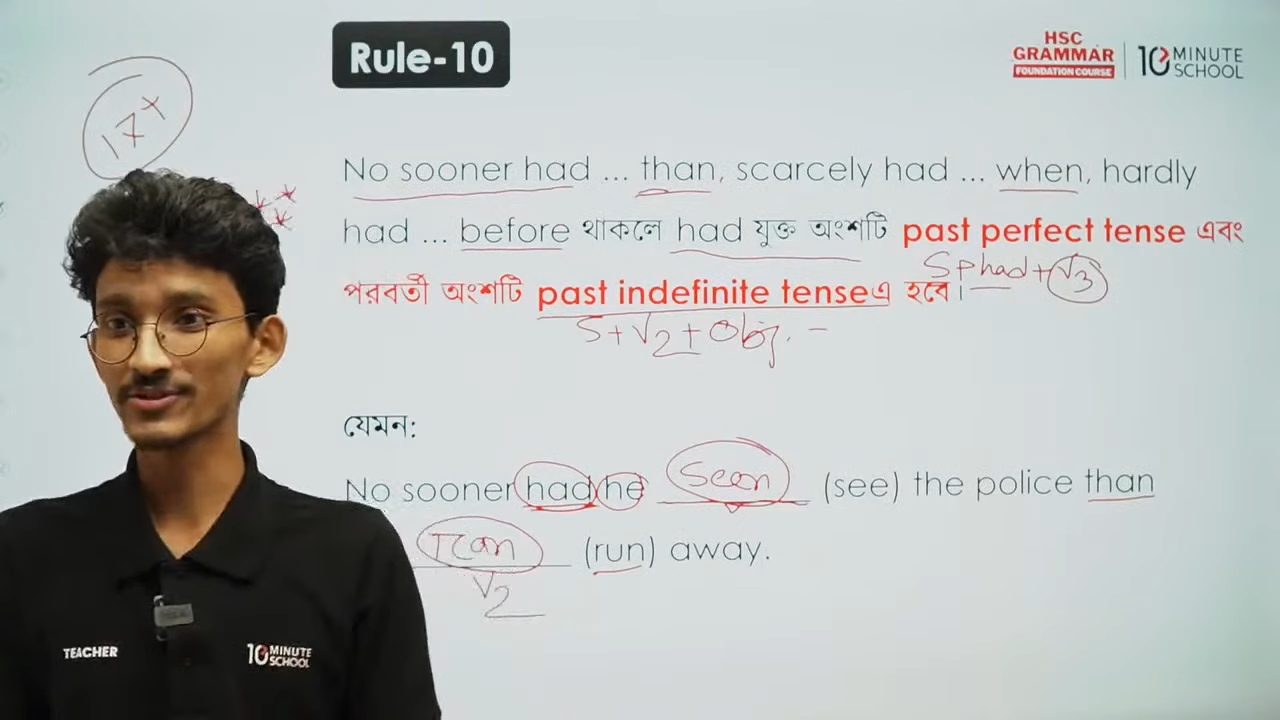 Rule-10
HSC
GRAMMAR
FOUNDATION COURSE
10 MINUTE
SCHOOL
17+
No sooner had ... than, scarcely had ... when, hardly
had ... before থাকলে had যুক্ত অংশটি past perfect tense এবং
S+had+V3
পরবর্তী অংশটি past indefinite tenseএ হবে।
S+V2+Obj.
যেমন:
No sooner had he seen (see) the police than
ran (run) away.
V2
TEACHER
10 MINUTE
SCHOOL